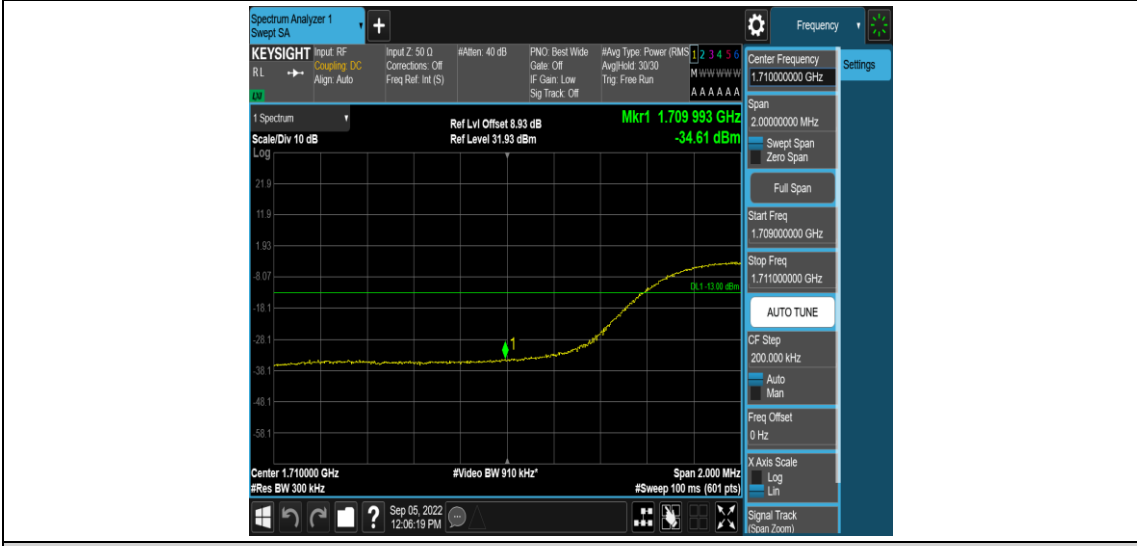 Spectrum Analyzer 1
Swept SA
+
Frequency
KEYSIGHT
RL
Input: RF
Coupling: DC
Align: Auto
Input Z: 50 Ω
Corrections: Off
Freq Ref: Int (S)
#Atten: 40 dB
PNO: Best Wide
Gate: Off
IF Gain: Low
Sig Track: Off
#Avg Type: Power (RMS
Avg|Hold: 30/30
Trig: Free Run
1 2 3 4 5 6
M W W W W W
A A A A A A
1 Spectrum
Scale/Div 10 dB
Log
Ref Lvl Offset 8.93 dB
Ref Level 31.93 dBm
Mkr1 1.709 993 GHz
-34.61 dBm
21.9
11.9
1.93
-8.07
DL1 -13.00 dBm
-18.1
-28.1
1
-38.1
-48.1
-58.1
Center 1.710000 GHz
#Res BW 300 kHz
#Video BW 910 kHz*
Span 2.000 MHz
#Sweep 100 ms (601 pts)
?
Sep 05, 2022
12:06:19 PM
Center Frequency
1.710000000 GHz
Span
2.00000000 MHz
Swept Span
Zero Span
Full Span
Start Freq
1.709000000 GHz
Stop Freq
1.711000000 GHz
AUTO TUNE
CF Step
200.000 kHz
Auto
Man
Freq Offset
0 Hz
X Axis Scale
Log
Lin
Signal Track
(Span Zoom)
Settings